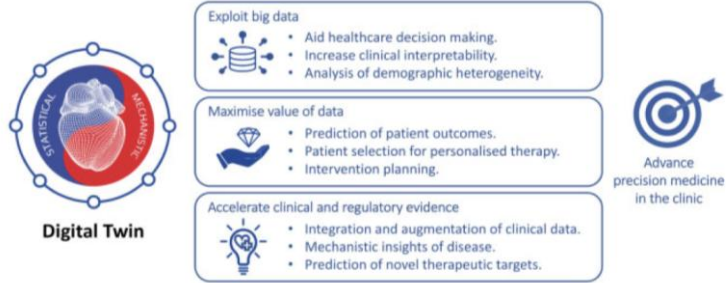 STATISTICAL
MECHANISTIC
Digital Twin
Exploit big data
• Aid healthcare decision making.
• Increase clinical interpretability.
• Analysis of demographic heterogeneity.
Maximise value of data
• Prediction of patient outcomes.
• Patient selection for personalised therapy.
• Intervention planning.
Accelerate clinical and regulatory evidence
• Integration and augmentation of clinical data.
• Mechanistic insights of disease.
• Prediction of novel therapeutic targets.
Advance
precision medicine
in the clinic